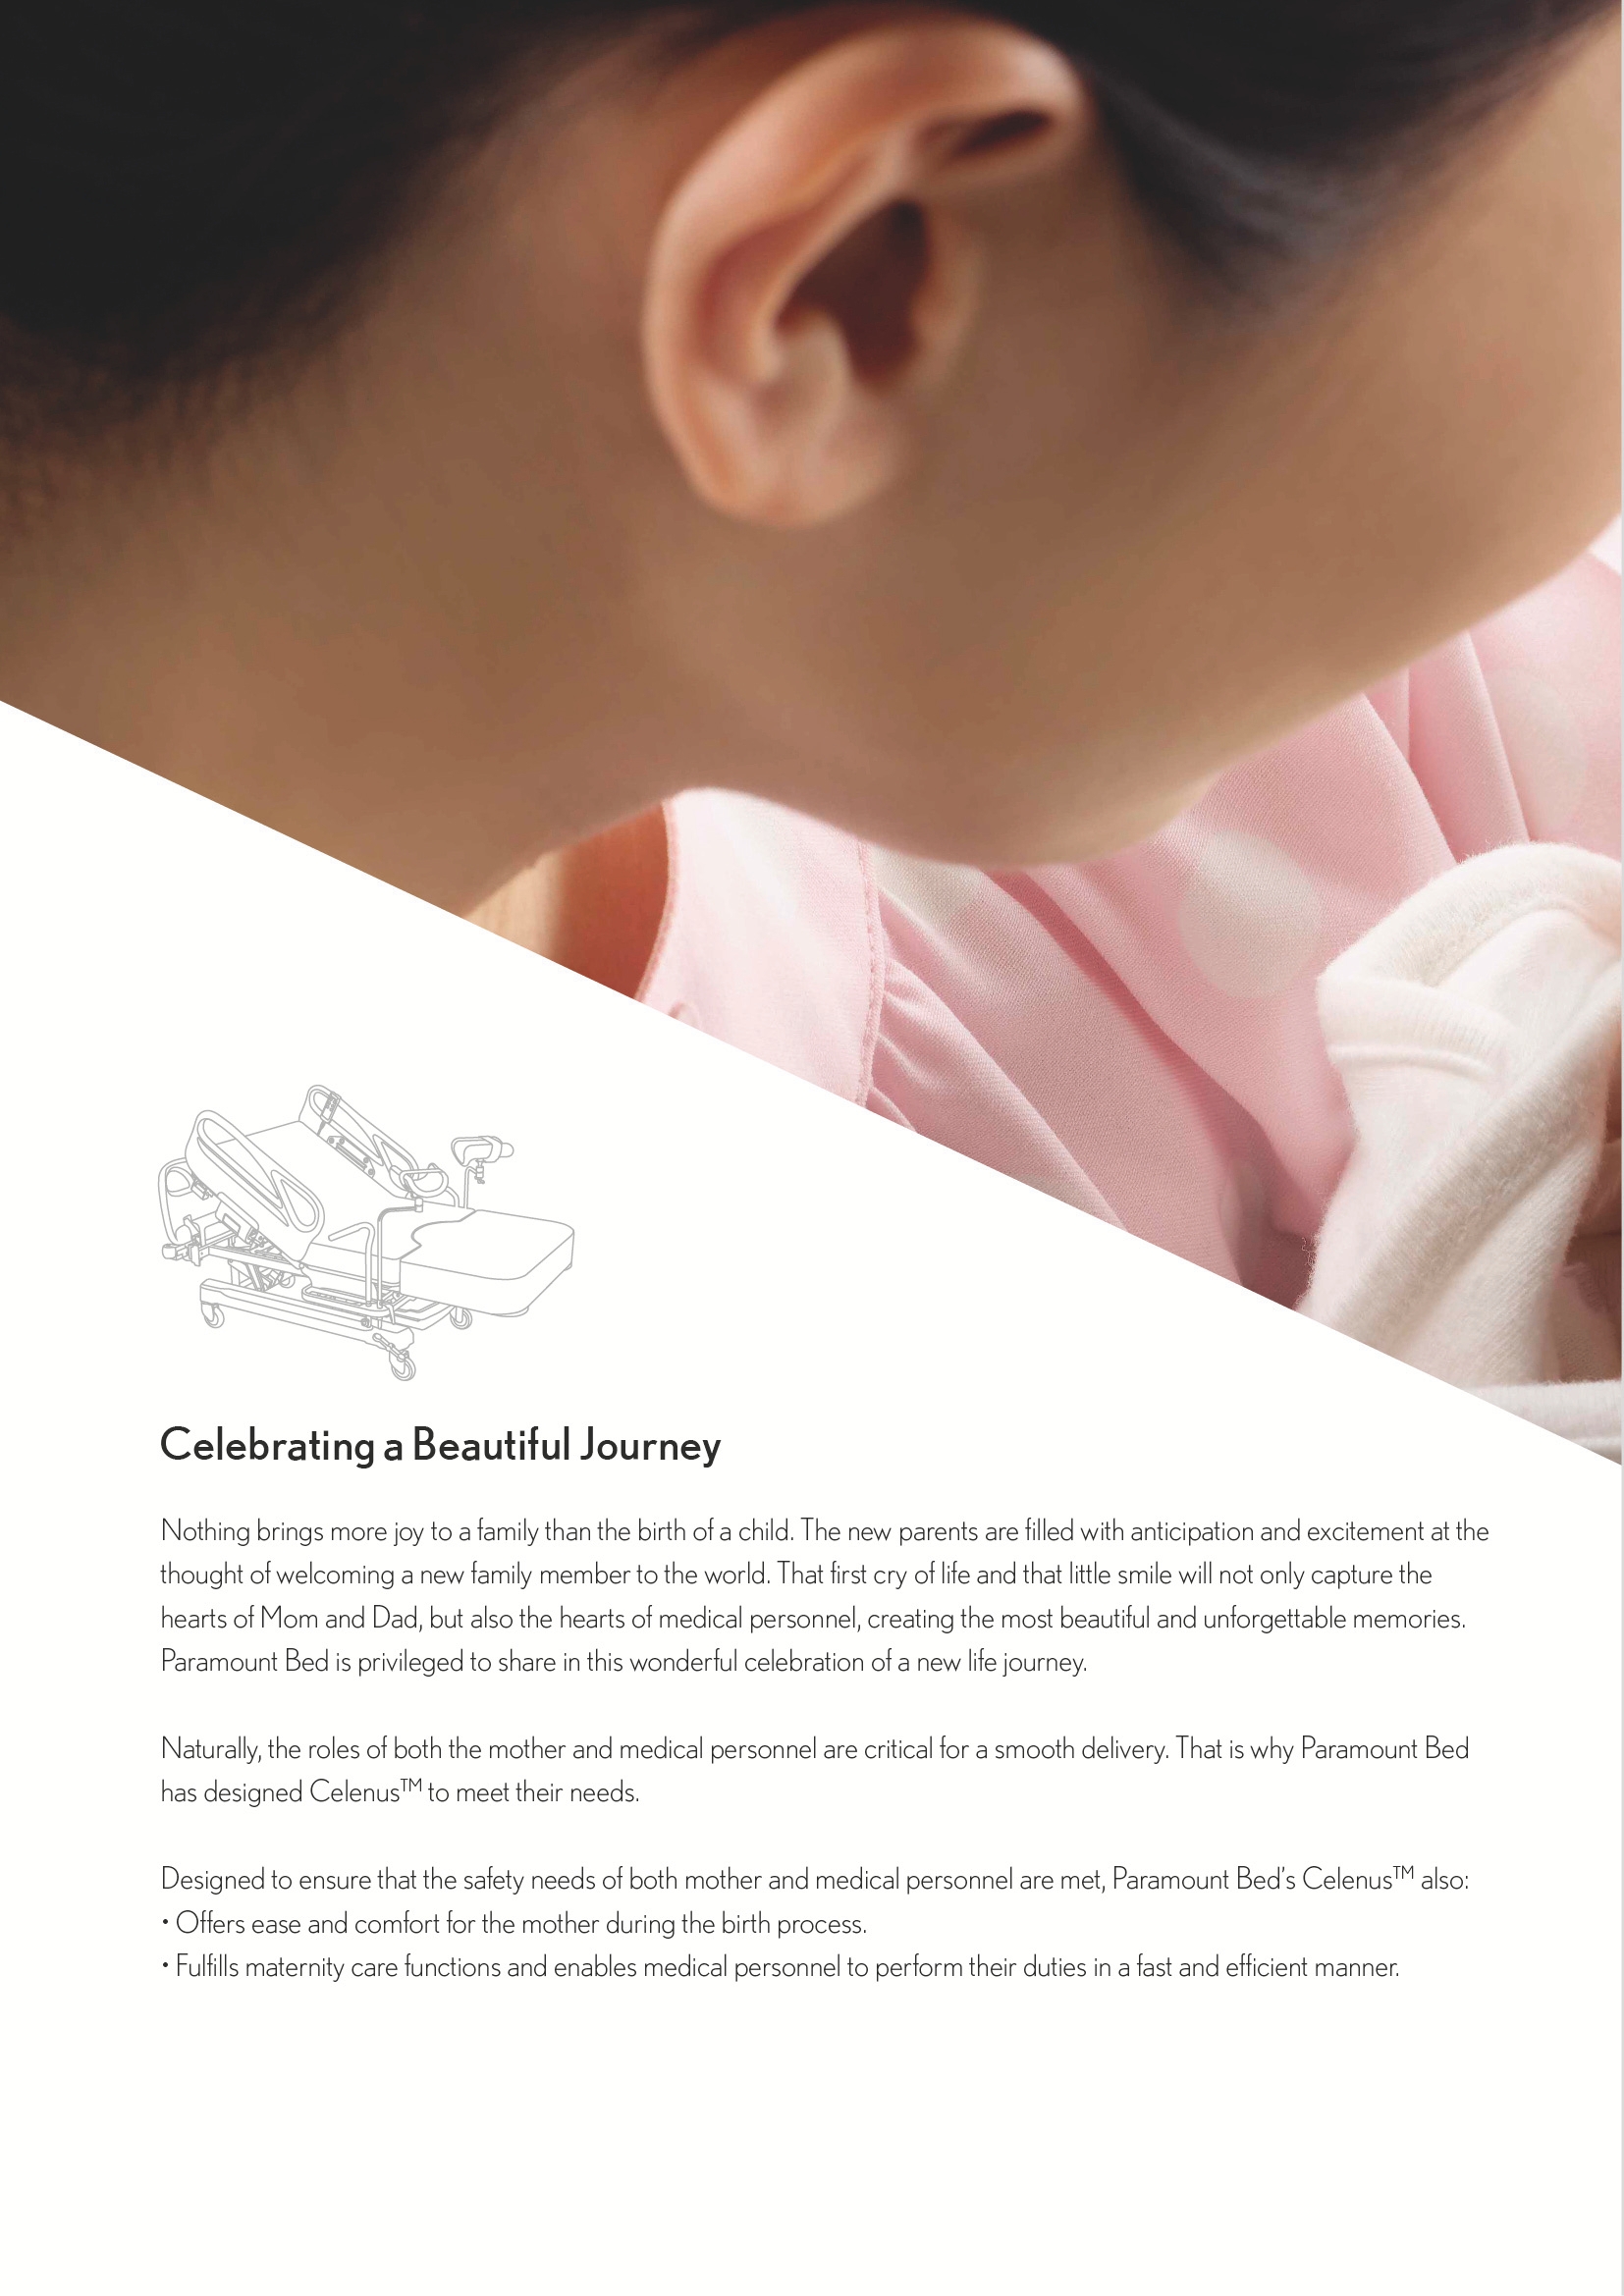 Celebrating a Beautiful Journey
Nothing brings more joy to a family than the birth of a child. The new parents are filled with anticipation and excitement at the
thought of welcoming a new family member to the world. That first cry of life and that little smile will not only capture the
hearts of Mom and Dad, but also the hearts of medical personnel, creating the most beautiful and unforgettable memories.
Paramount Bed is privileged to share in this wonderful celebration of a new life journey.
Naturally, the roles of both the mother and medical personnel are critical for a smooth delivery. That is why Paramount Bed
has designed Celenus™ to meet their needs.
Designed to ensure that the safety needs of both mother and medical personnel are met, Paramount Bed's Celenus™ also:
• Offers ease and comfort for the mother during the birth process.
• Fulfills maternity care functions and enables medical personnel to perform their duties in a fast and efficient manner.